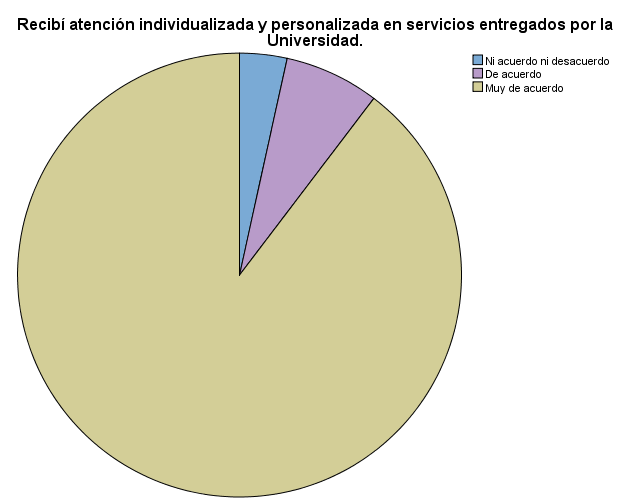 Recibí atención individualizada y personalizada en servicios entregados por la
Universidad.
Ni acuerdo ni desacuerdo
De acuerdo
Muy de acuerdo